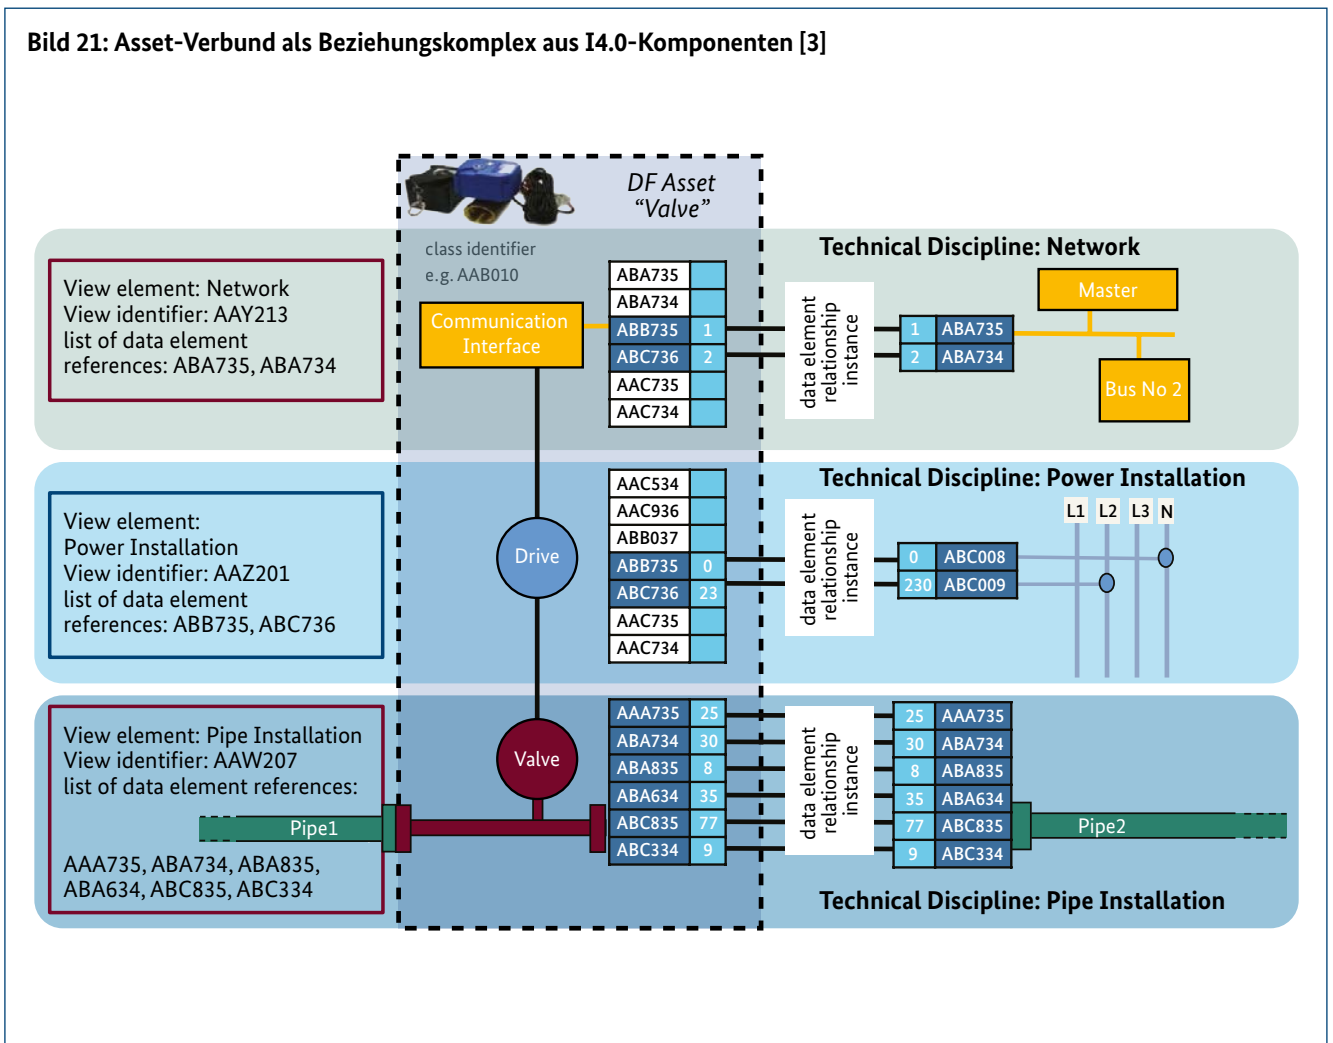 Bild 21: Asset-Verbund als Beziehungskomplex aus I4.0-Komponenten [3]
DF Asset
“Valve”
class identifier
e.g. AAB010
Technical Discipline: Network
View element: Network
View identifier: AAY213
list of data element
references: ABA735, ABA734
Communication
Interface
ABA735
ABA734
ABB735 1
ABC736 2
AAC735
AAC734
data element
relationship
instance
1 ABA735
2 ABA734
Master
Bus No 2
Technical Discipline: Power Installation
View element:
Power Installation
View identifier: AAZ201
list of data element
references: ABB735, ABC736
Drive
AAC534
AAC936
ABB037
ABB735 0
ABC736 23
AAC735
AAC734
data element
relationship
instance
0 ABC008
230 ABC009
L1 L2 L3 N
View element: Pipe Installation
View identifier: AAW207
list of data element references:
Pipe1
AAA735, ABA734, ABA835,
ABA634, ABC835, ABC334
Valve
AAA735 25
ABA734 30
ABA835 8
ABA634 35
ABC835 77
ABC334 9
data element
relationship
instance
25 AAA735
30 ABA734
8 ABA835
35 ABA634
77 ABC835
9 ABC334
Pipe2
Technical Discipline: Pipe Installation